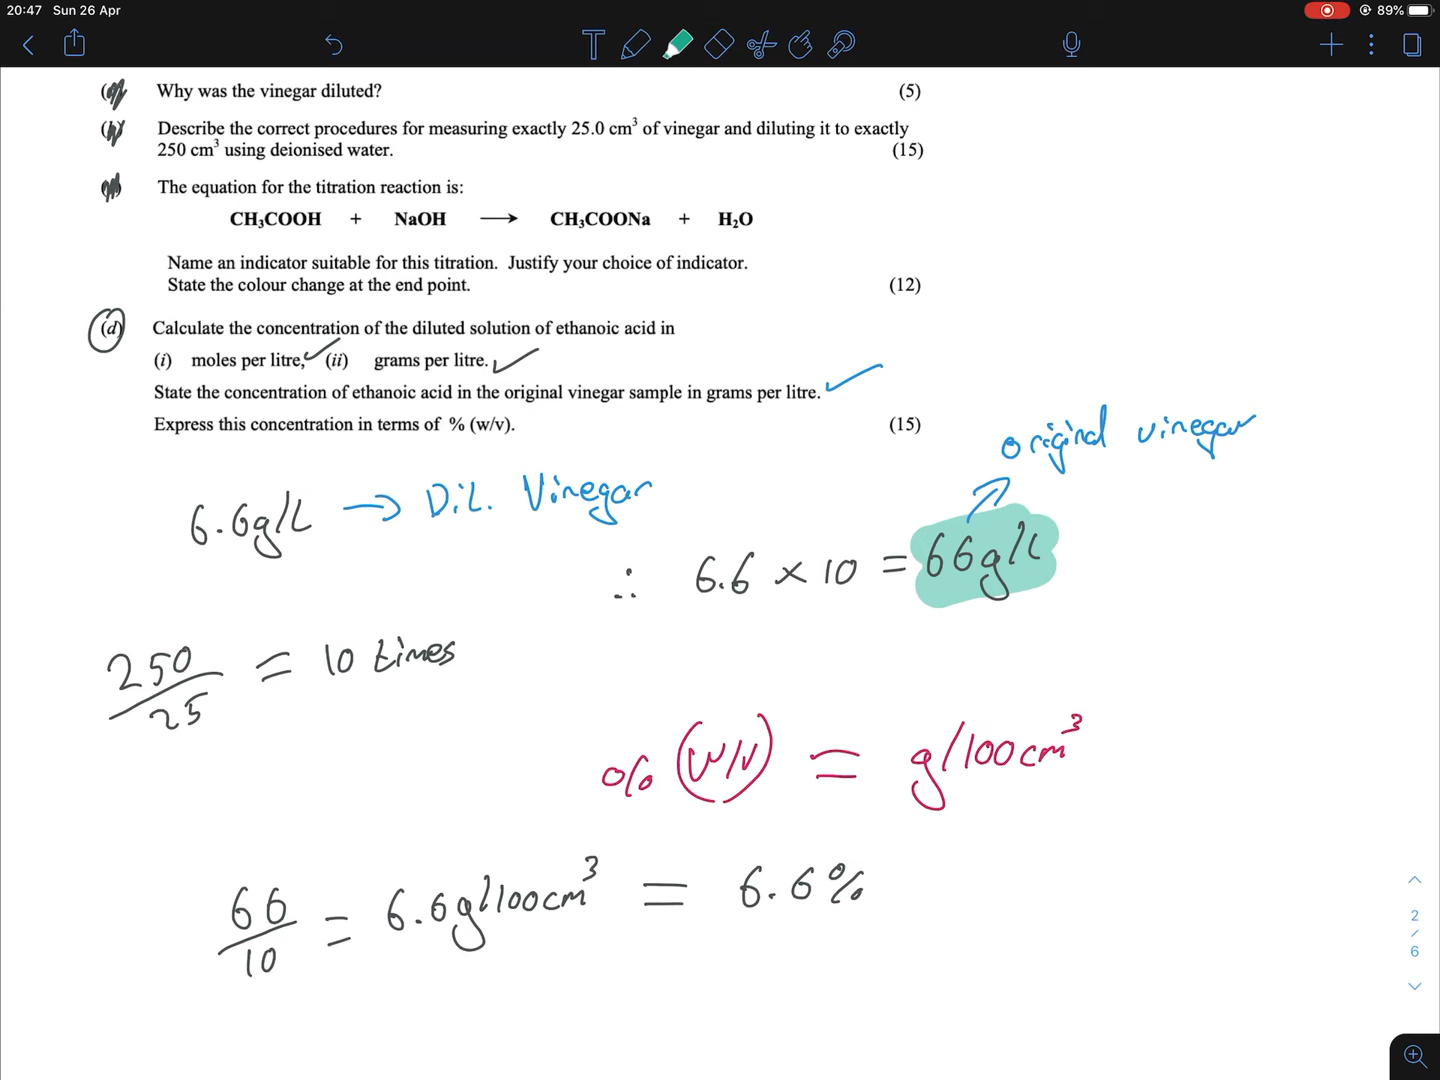 20:47 Sun 26 Apr
89%
Why was the vinegar diluted? (5)
Describe the correct procedures for measuring exactly 25.0 cm³ of vinegar and diluting it to exactly
250 cm³ using deionised water. (15)
The equation for the titration reaction is:
CH₃COOH + NaOH ⟶ CH₃COONa + H₂O
Name an indicator suitable for this titration. Justify your choice of indicator.
State the colour change at the end point. (12)
(d) Calculate the concentration of the diluted solution of ethanoic acid in
(i) moles per litre, (ii) grams per litre.
State the concentration of ethanoic acid in the original vinegar sample in grams per litre.
Express this concentration in terms of % (w/v). (15)
original vinegar
6.6g/L → Dil. Vinegar
∴ 6.6 × 10 = 66g/L
250/25 = 10 times
% (w/v) = g/100cm³
66/10 = 6.6g/100cm³ = 6.6%
2
/
6